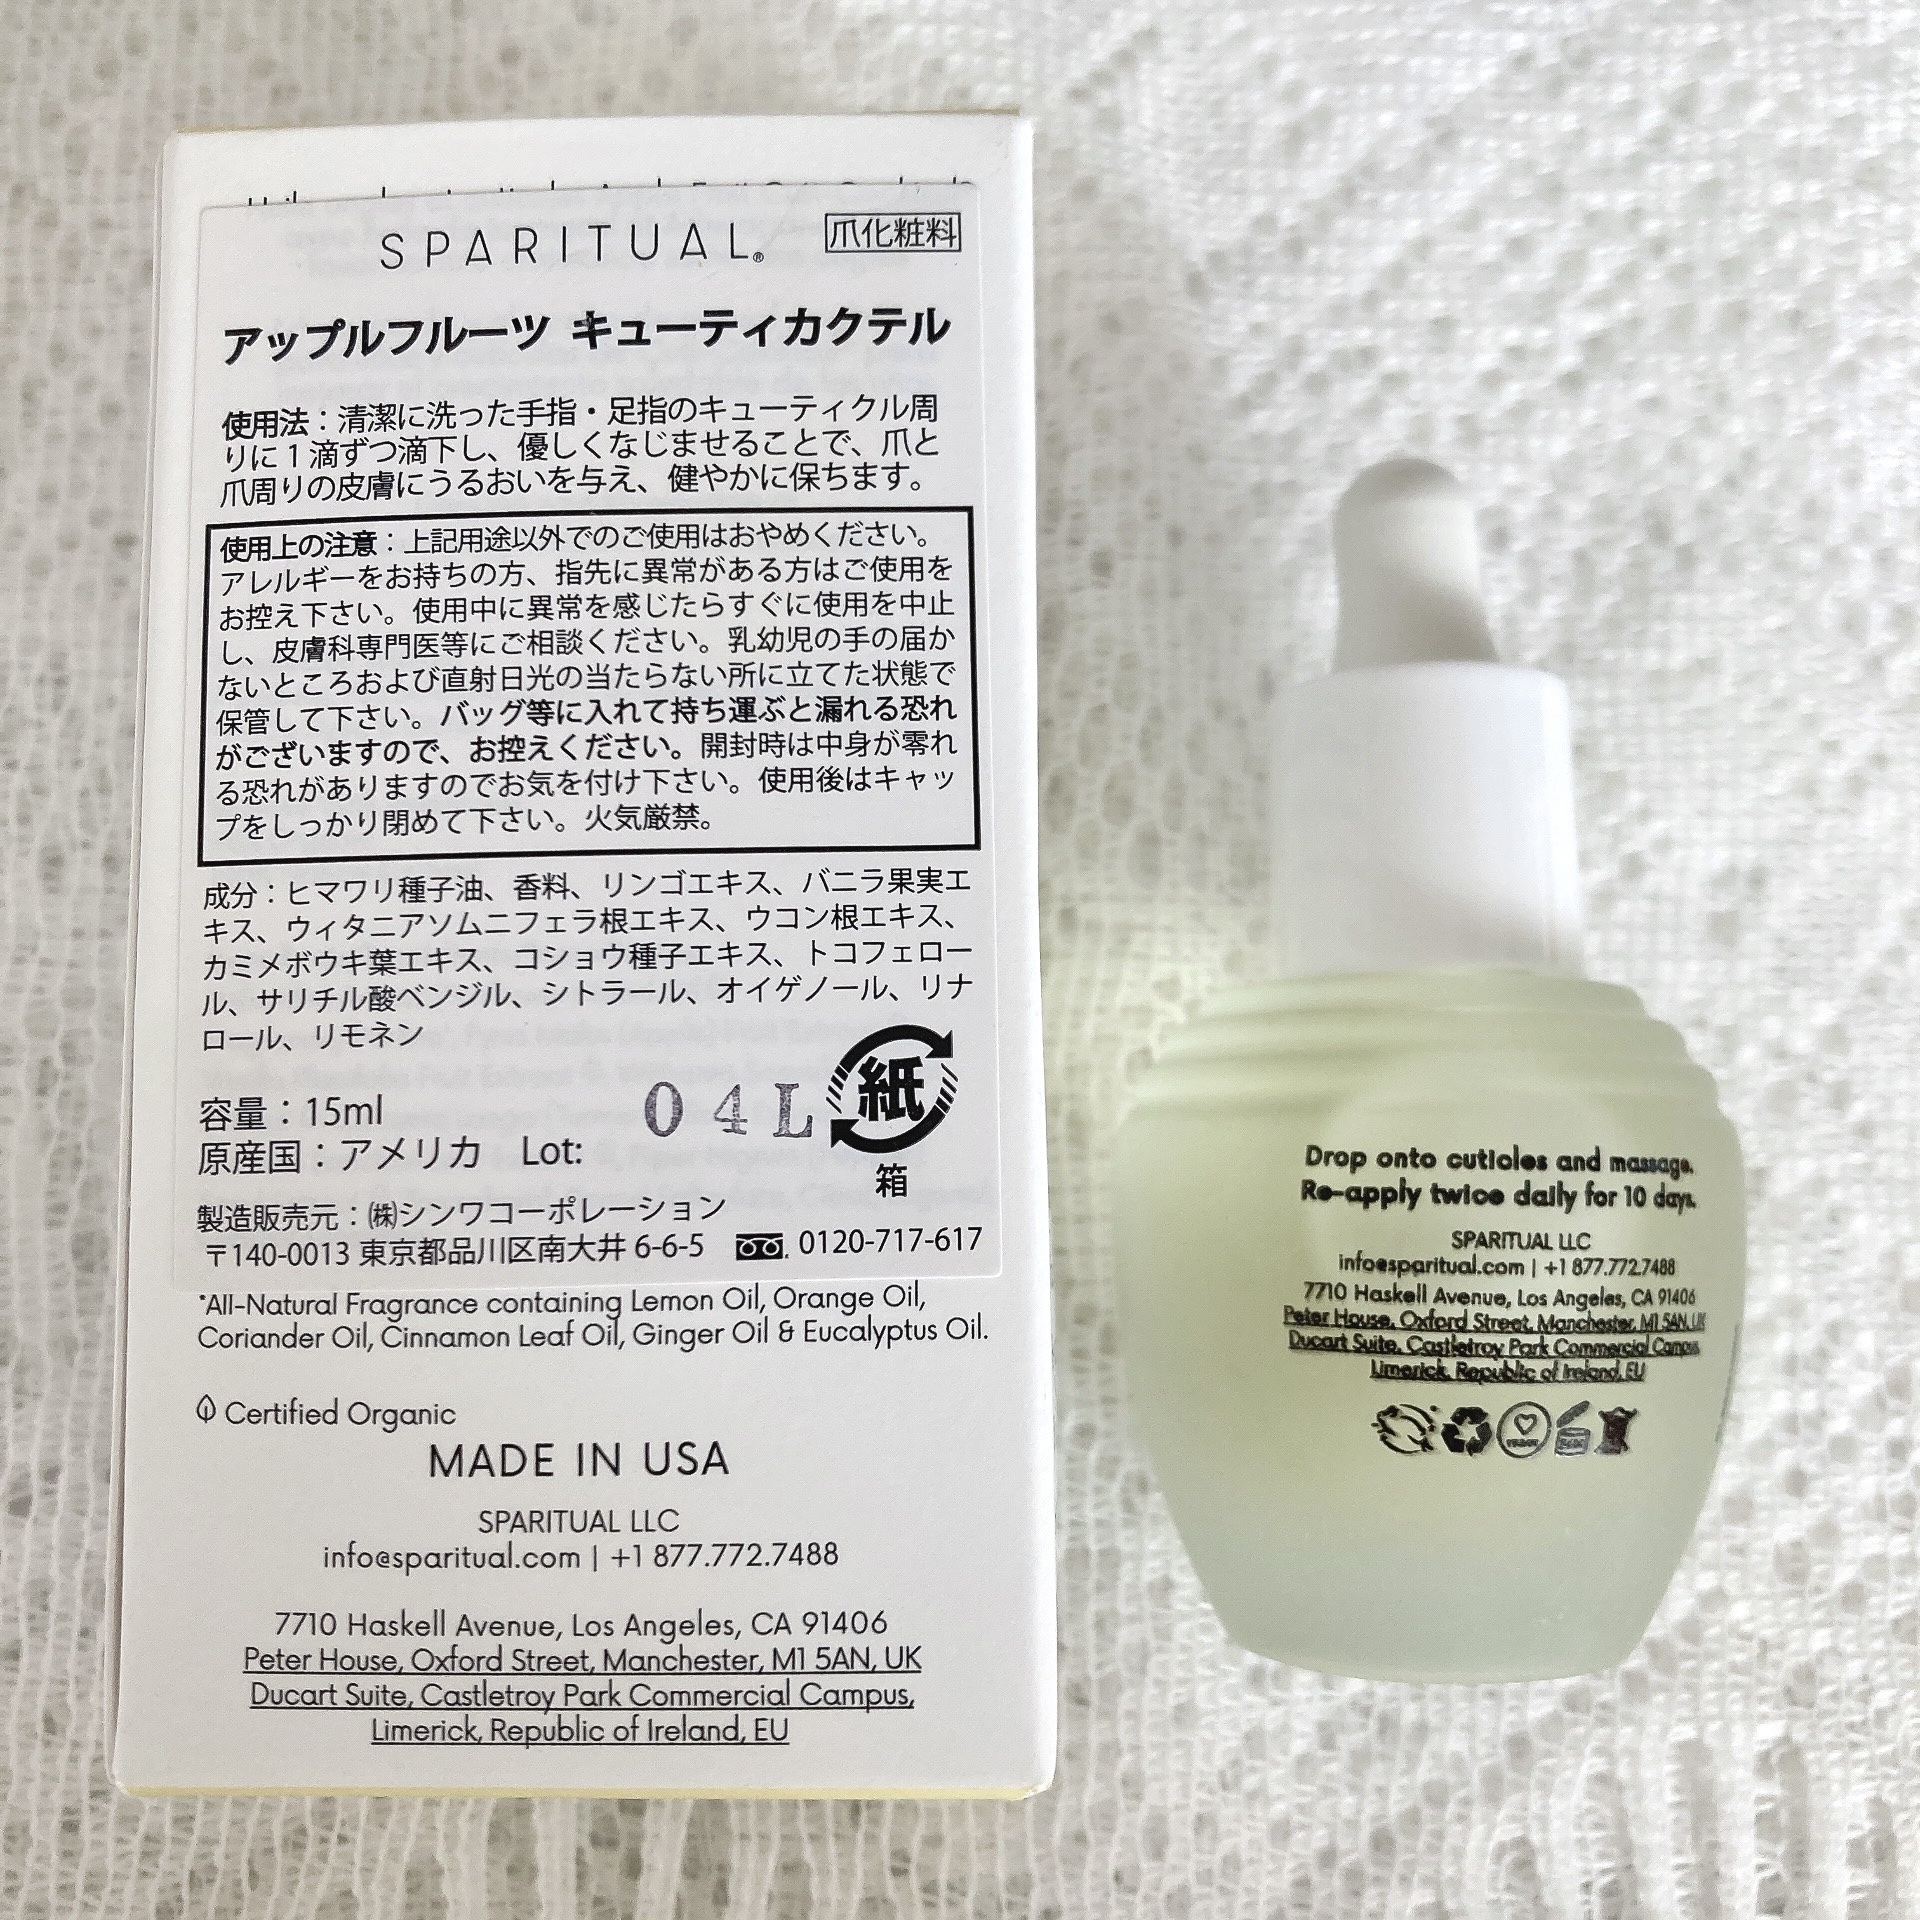 SPARITUAL®
爪化粧料
アップルフルーツ キューティカクテル
使用法：清潔に洗った手指・足指のキューティクル周
りに1滴ずつ滴下し、優しくなじませることで、爪と
爪周りの皮膚にうるおいを与え、健やかに保ちます。
使用上の注意：上記用途以外でのご使用はおやめください。
アレルギーをお持ちの方、指先に異常がある方はご使用を
お控え下さい。使用中に異常を感じたらすぐに使用を中止
し、皮膚科専門医等にご相談ください。乳幼児の手の届か
ないところおよび直射日光の当たらない所に立てた状態で
保管して下さい。バッグ等に入れて持ち運ぶと漏れる恐れ
がございますので、お控えください。開封時は中身が零れ
る恐れがありますのでお気を付け下さい。使用後はキャッ
プをしっかり閉めて下さい。火気厳禁。
成分：ヒマワリ種子油、香料、リンゴエキス、バニラ果実エ
キス、ウィタニアソムニフェラ根エキス、ウコン根エキス、
カミメボウキ葉エキス、コショウ種子エキス、トコフェロー
ル、サリチル酸ベンジル、シトラール、オイゲノール、リナ
ロール、リモネン
容量：15ml
04L
紙
箱
原産国：アメリカ Lot:
製造販売元：㈱シンワコーポレーション
〒140-0013 東京都品川区南大井 6-6-5 0120-717-617
*All-Natural Fragrance containing Lemon Oil, Orange Oil,
Coriander Oil, Cinnamon Leaf Oil, Ginger Oil & Eucalyptus Oil.
Certified Organic
MADE IN USA
SPARITUAL LLC
info@sparitual.com | +1 877.772.7488
7710 Haskell Avenue, Los Angeles, CA 91406
Peter House, Oxford Street, Manchester, M1 5AN, UK
Ducart Suite, Castletroy Park Commercial Campus,
Limerick, Republic of Ireland, EU
Drop onto cuticles and massage.
Re-apply twice daily for 10 days.
SPARITUAL LLC
info@sparitual.com | +1 877.772.7488
7710 Haskell Avenue, Los Angeles, CA 91406
Peter House, Oxford Street, Manchester, M1 5AN, UK
Ducart Suite, Castletroy Park Commercial Campus
Limerick, Republic of Ireland, EU